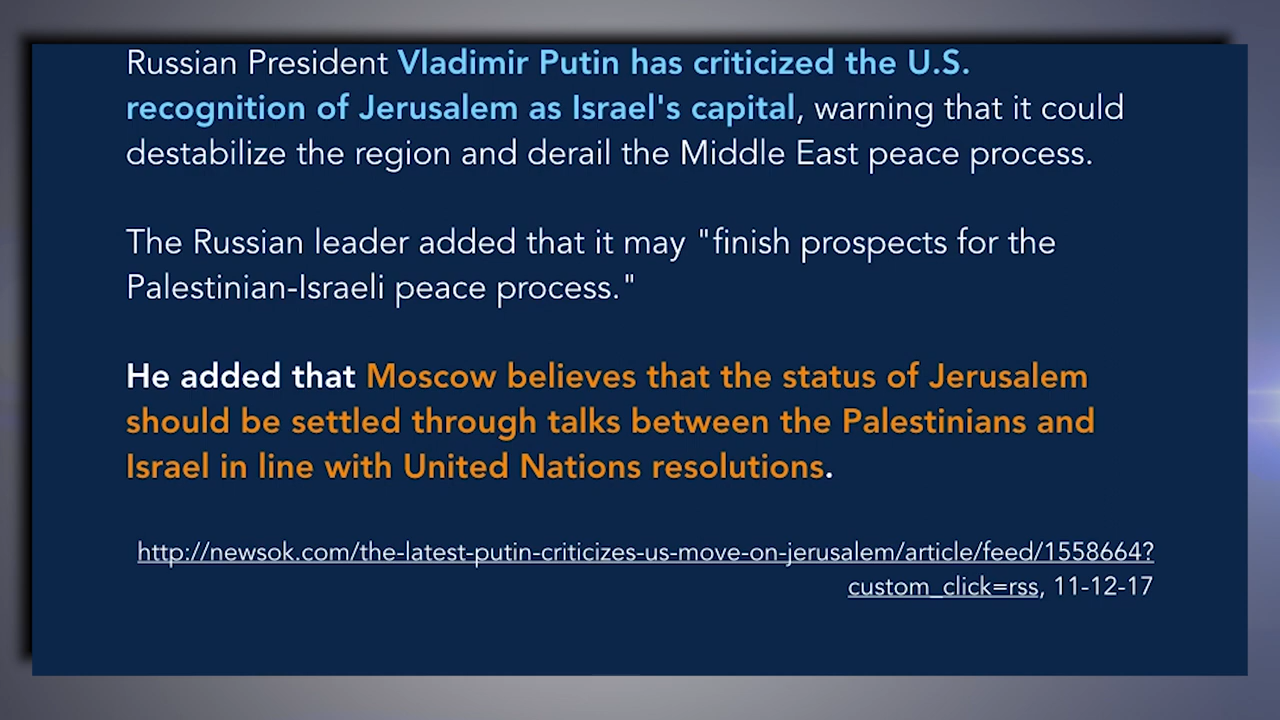 Russian President Vladimir Putin has criticized the U.S.
recognition of Jerusalem as Israel's capital, warning that it could
destabilize the region and derail the Middle East peace process.
The Russian leader added that it may "finish prospects for the
Palestinian-Israeli peace process."
He added that Moscow believes that the status of Jerusalem
should be settled through talks between the Palestinians and
Israel in line with United Nations resolutions.
http://newsok.com/the-latest-putin-criticizes-us-move-on-jerusalem/article/feed/1558664?
custom_click=rss, 11-12-17